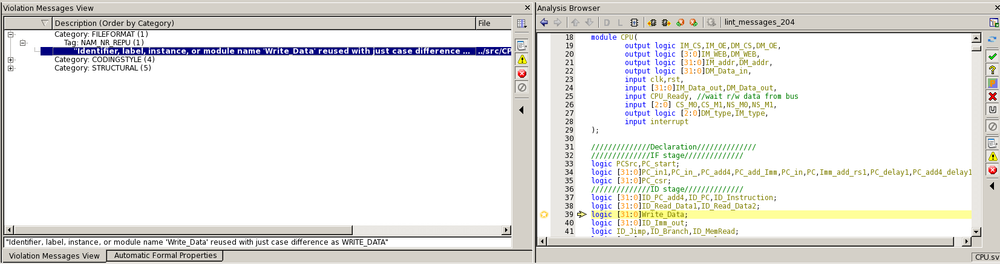 Violation Messages View
Description (Order by Category)
File
Category: FILEFORMAT (1)
Tag: NAM_NR_REPU (1)
"Identifier, label, instance, or module name 'Write_Data' reused with just case difference ...
../src/CP
Category: CODINGSTYLE (4)
Category: STRUCTURAL (5)
"Identifier, label, instance, or module name 'Write_Data' reused with just case difference as WRITE_DATA"
Violation Messages View
Automatic Formal Properties
Analysis Browser
D L
lint_messages_204
18 module CPU(
19 output logic IM_CS,IM_OE,DM_CS,DM_OE,
20 output logic [3:0]IM_WEB,DM_WEB,
21 output logic [31:0]IM_addr,DM_addr,
22 output logic [31:0]DM_Data_in,
23 input clk,rst,
24 input [31:0]IM_Data_out,DM_Data_out,
25 input CPU_Ready, //wait r/w data from bus
26 input [2:0] CS_M0,CS_M1,NS_M0,NS_M1,
27 output logic [2:0]DM_type,IM_type,
28 input interrupt
29 );
30
31 //////////////Declaration//////////////
32 //////////////IF stage//////////////
33 logic PCSrc,PC_start;
34 logic [31:0]PC_in1,PC_in_,PC_add4,PC_add_Imm,PC_in,PC,Imm_add_rs1,PC_delay1,PC_add4_delay1
35 logic [31:0]PC_csr;
36 //////////////ID stage//////////////
37 logic [31:0]ID_PC_add4,ID_PC,ID_Instruction;
38 logic [31:0]ID_Read_Data1,ID_Read_Data2;
39 logic [31:0]Write_Data;
40 logic [31:0]ID_Imm_out;
41 logic ID_Jimp,ID_Branch,ID_MemRead;
CPU.sv